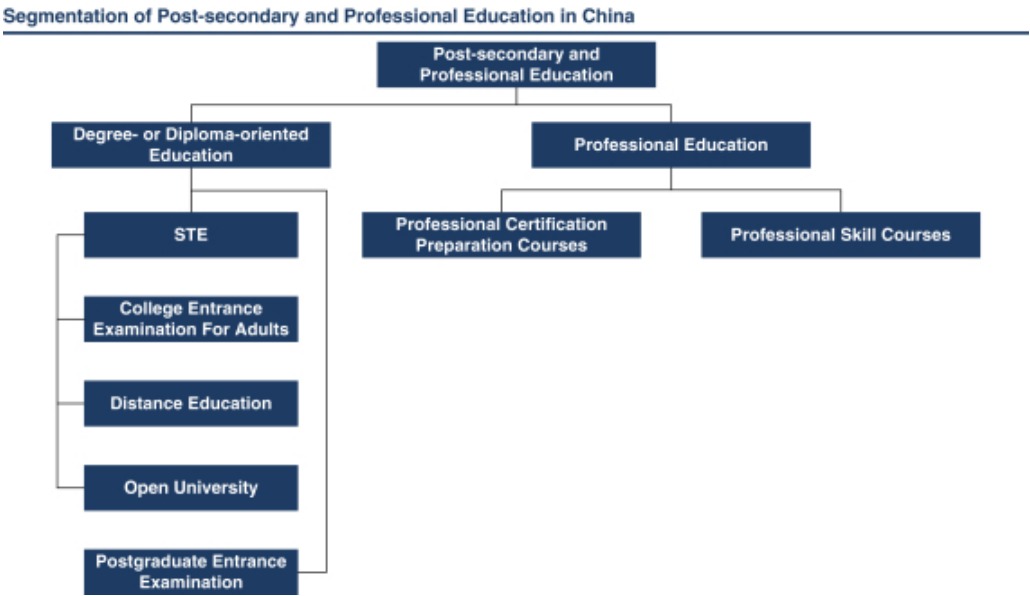 Segmentation of Post-secondary and Professional Education in China
Post-secondary and
Professional Education
Degree- or Diploma-oriented
Education
Professional Education
STE
Professional Certification
Preparation Courses
Professional Skill Courses
College Entrance
Examination For Adults
Distance Education
Open University
Postgraduate Entrance
Examination